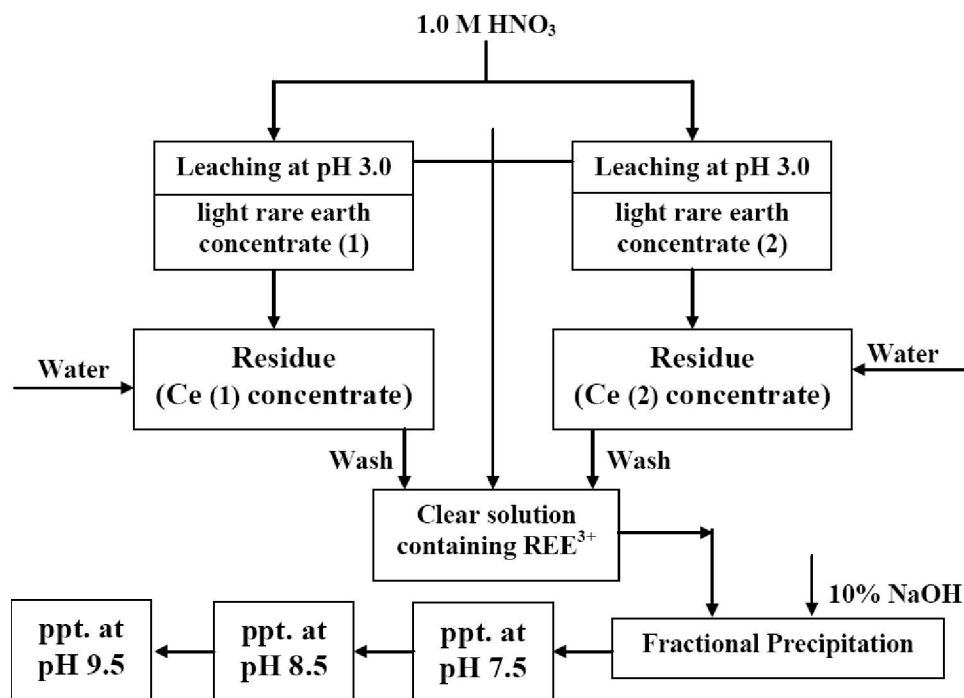 1.0 M HNO₃
Leaching at pH 3.0
light rare earth
concentrate (1)
Leaching at pH 3.0
light rare earth
concentrate (2)
Water
Residue
(Ce (1) concentrate)
Residue
(Ce (2) concentrate)
Water
Wash
Wash
Clear solution
containing REE³⁺
10% NaOH
ppt. at
pH 9.5
ppt. at
pH 8.5
ppt. at
pH 7.5
Fractional Precipitation